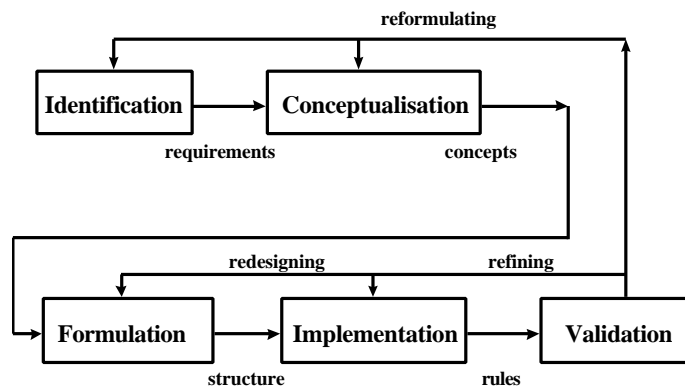 reformulating
Identification
Conceptualisation
requirements
concepts
redesigning
refining
Formulation
Implementation
Validation
structure
rules